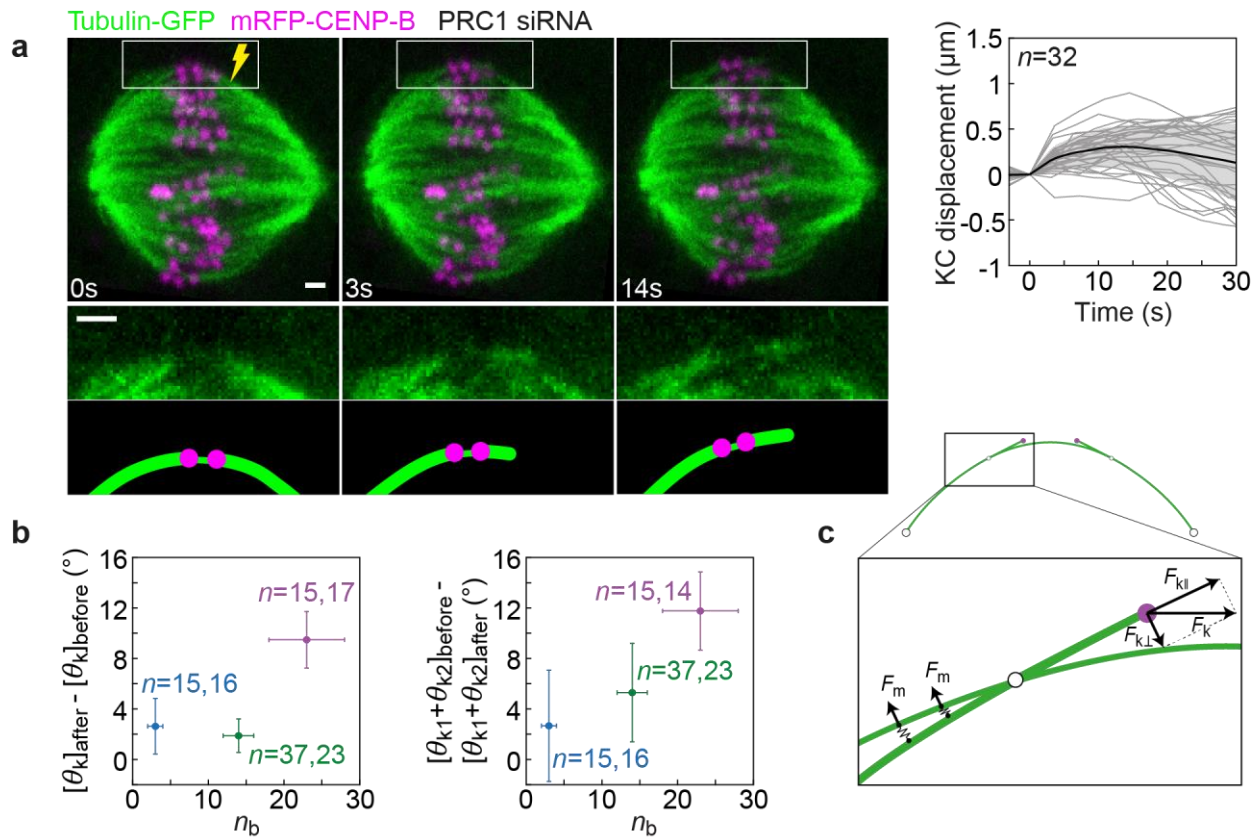 Tubulin-GFP mRFP-CENP-B PRC1 siRNA
a
0s
3s
14s
n=32
KC displacement (μm)
1.5
1
0.5
0
-0.5
-1
0 10 20 30
Time (s)
b
[θk]after - [θk]before (°)
16
12
8
4
0
n=15,17
n=15,16
n=37,23
0 10 20 30
nb
[θk1+θk2]before -
[θk1+θk2]after (°)
16
12
8
4
0
n=15,14
n=37,23
n=15,16
0 10 20 30
nb
c
Fk∥
Fk
Fk⊥
Fm
Fm